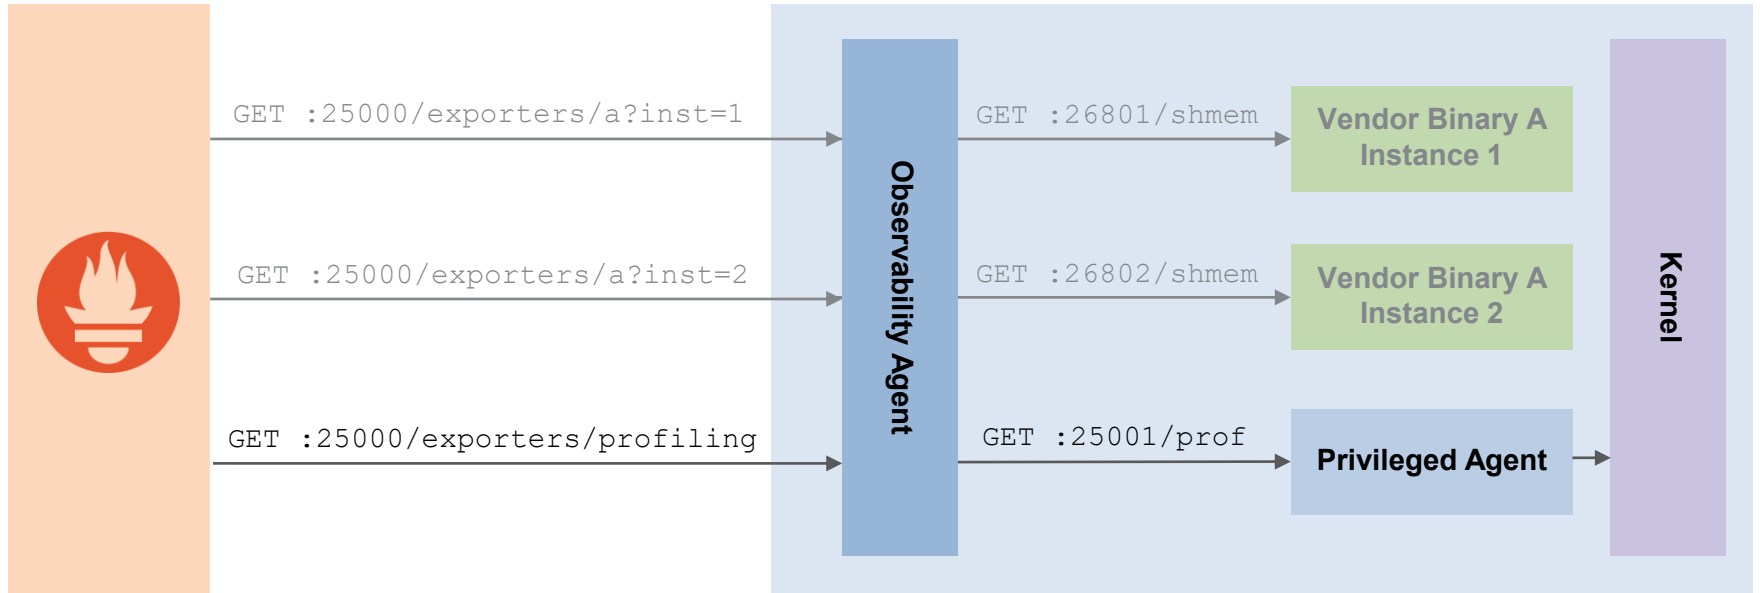 GET :25000/exporters/a?inst=1
GET :26801/shmem
Vendor Binary A
Instance 1
GET :25000/exporters/a?inst=2
GET :26802/shmem
Vendor Binary A
Instance 2
Observability Agent
Kernel
GET :25000/exporters/profiling
GET :25001/prof
Privileged Agent